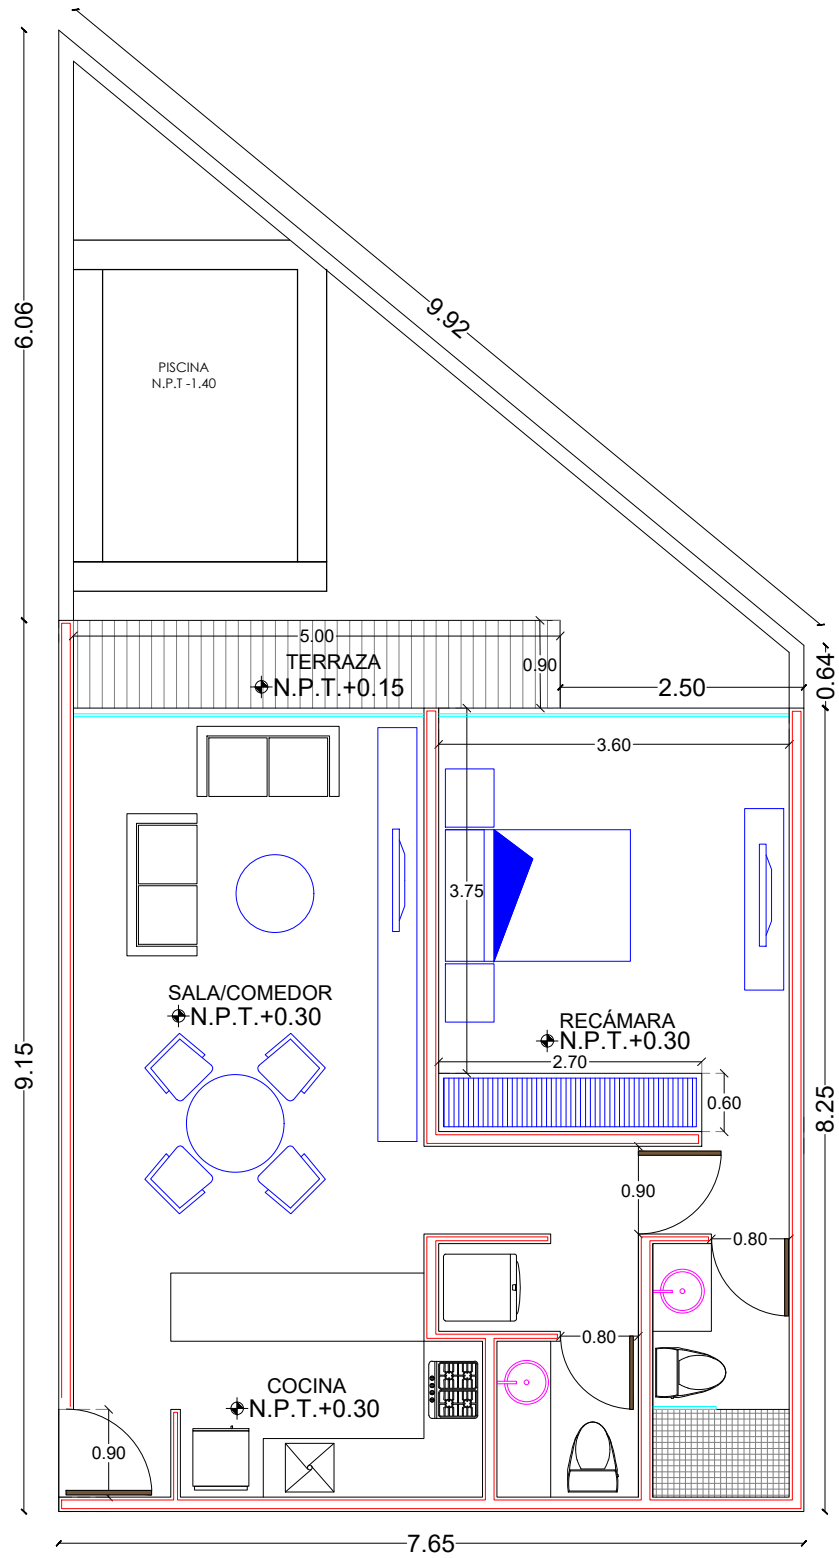 9.92
6.06
PISCINA
N.P.T -1.40
5.00
TERRAZA
N.P.T.+0.15
0.90
2.50
0.64
3.60
3.75
SALA/COMEDOR
N.P.T.+0.30
RECÁMARA
N.P.T.+0.30
2.70
0.60
9.15
8.25
0.90
0.80
0.80
COCINA
N.P.T.+0.30
0.90
7.65